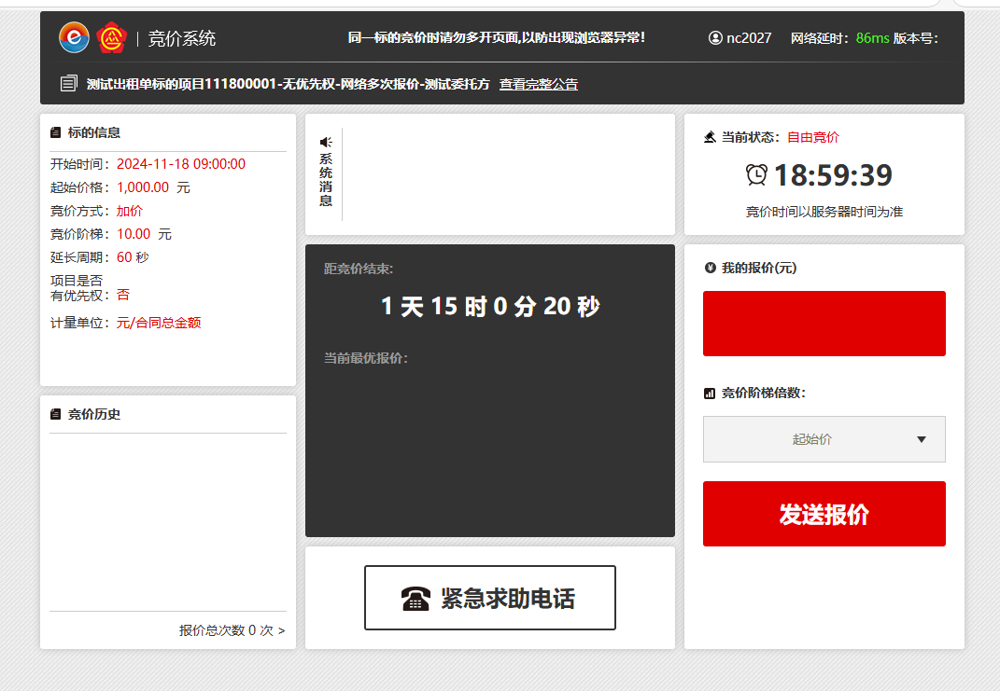 竞价系统
同一标的竞价时请勿多开页面,以防出现浏览器异常!
nc2027 网络延时: 86ms 版本号:
测试出租单标的项目111800001-无优先权-网络多次报价-测试委托方 查看完整公告
标的信息
开始时间: 2024-11-18 09:00:00
起始价格: 1,000.00 元
竞价方式: 加价
竞价阶梯: 10.00 元
延长周期: 60 秒
项目是否
有优先权: 否
计量单位: 元/合同总金额
竞价历史
报价总次数 0 次 >
系统消息
距竞价结束:
1 天 15 时 0 分 20 秒
当前最优报价:
紧急求助电话
当前状态: 自由竞价
18:59:39
竞价时间以服务器时间为准
我的报价(元)
竞价阶梯倍数:
起始价
发送报价